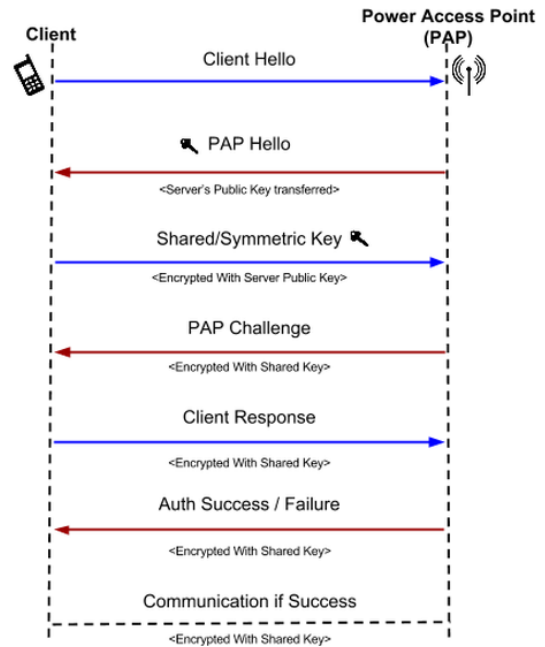 Power Access Point
(PAP)
Client
Client Hello
PAP Hello
<Server's Public Key transferred>
Shared/Symmetric Key
<Encrypted With Server Public Key>
PAP Challenge
<Encrypted With Shared Key>
Client Response
<Encrypted With Shared Key>
Auth Success / Failure
<Encrypted With Shared Key>
Communication if Success
<Encrypted With Shared Key>